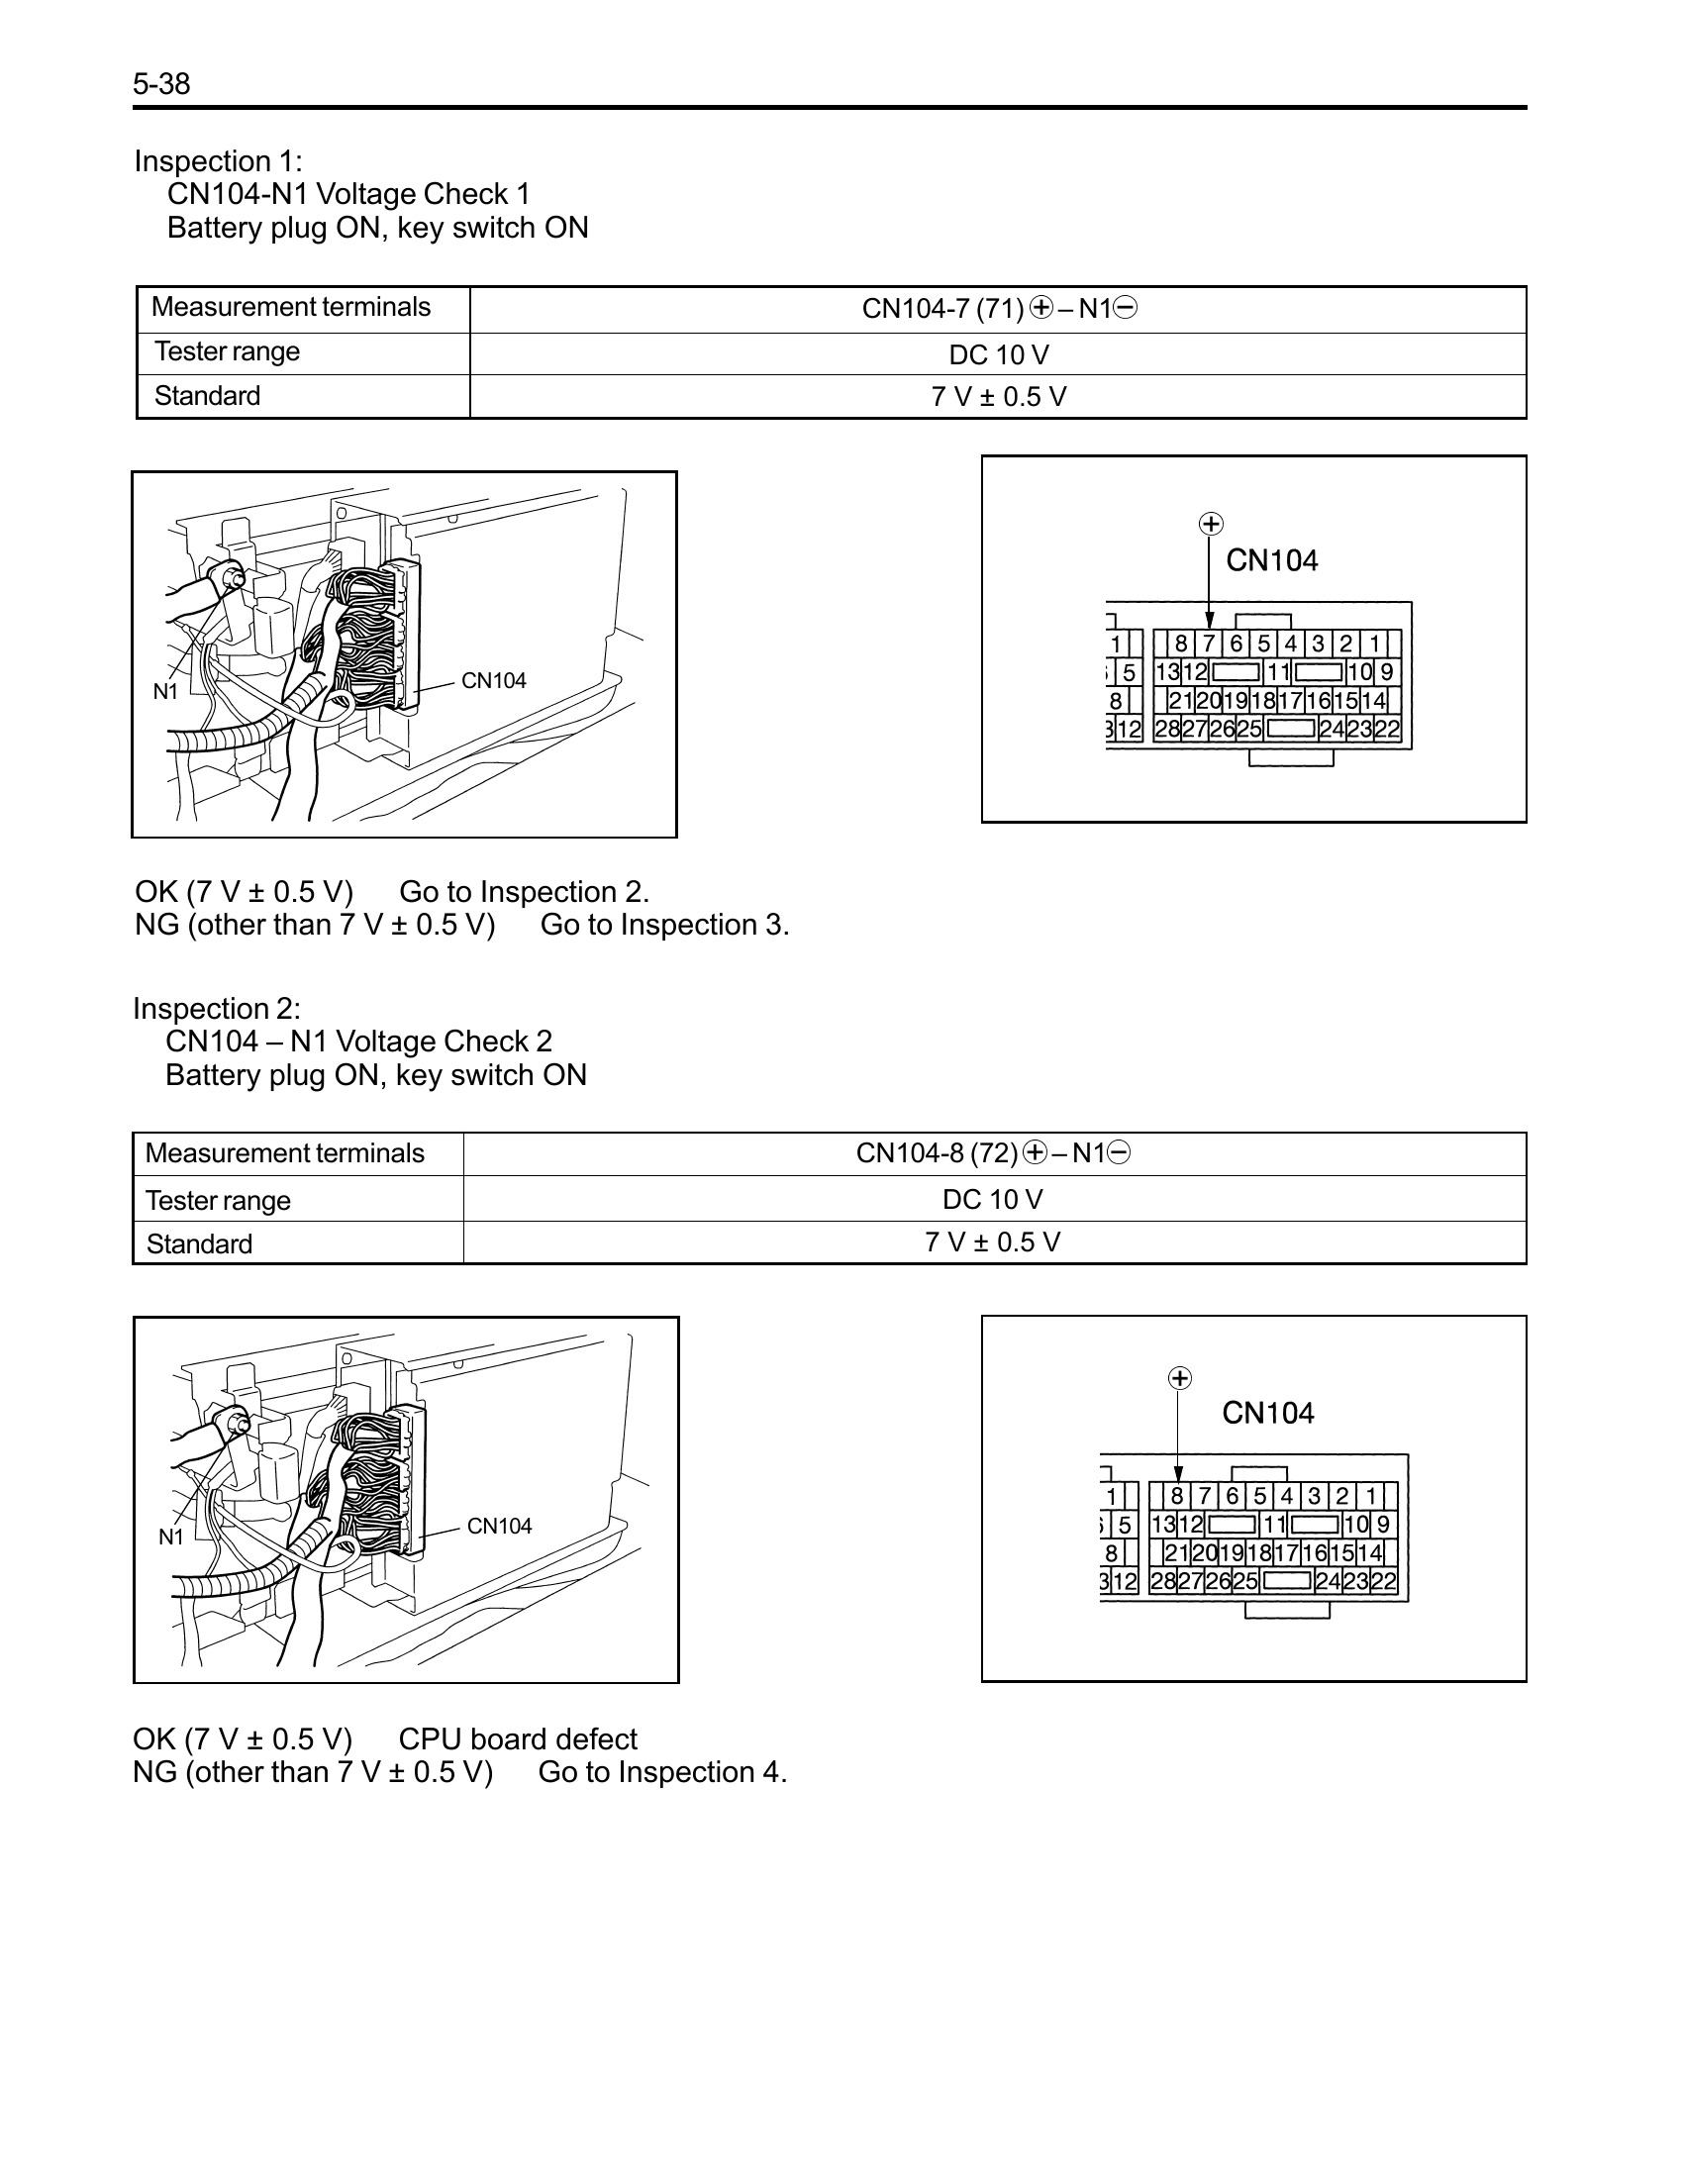 5-38
Inspection 1:
CN104-N1 Voltage Check 1
Battery plug ON, key switch ON
Measurement terminals CN104-7 (71) ⊕ – N1⊖
Tester range DC 10 V
Standard 7 V ± 0.5 V
N1
CN104
⊕
CN104
1 8 7 6 5 4 3 2 1
5 13 12 11 10 9
8 21 20 19 18 17 16 15 14
12 28 27 26 25 24 23 22
OK (7 V ± 0.5 V) Go to Inspection 2.
NG (other than 7 V ± 0.5 V) Go to Inspection 3.
Inspection 2:
CN104 – N1 Voltage Check 2
Battery plug ON, key switch ON
Measurement terminals CN104-8 (72) ⊕ – N1⊖
Tester range DC 10 V
Standard 7 V ± 0.5 V
N1
CN104
⊕
CN104
1 8 7 6 5 4 3 2 1
5 13 12 11 10 9
8 21 20 19 18 17 16 15 14
12 28 27 26 25 24 23 22
OK (7 V ± 0.5 V) CPU board defect
NG (other than 7 V ± 0.5 V) Go to Inspection 4.